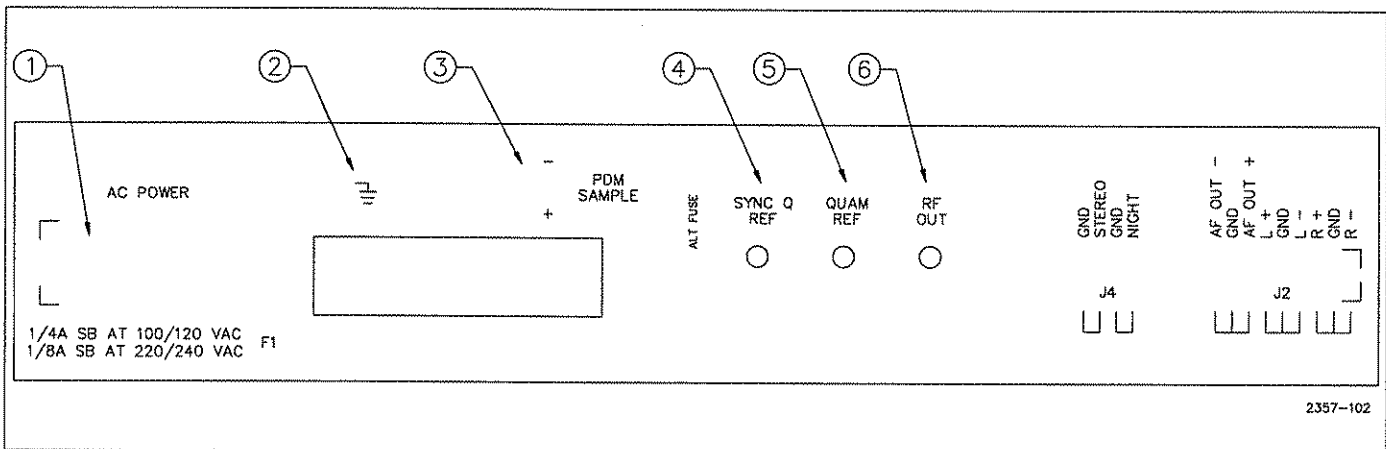 1 2 3 4 5 6
AC POWER
-
+
PDM
SAMPLE
ALT FUSE
SYNC Q
REF
QUAM
REF
RF
OUT
GND
STEREO
GND
NIGHT
AF OUT -
GND
AF OUT +
L +
GND
L -
R +
GND
R -
J4
J2
1/4A SB AT 100/120 VAC
1/8A SB AT 220/240 VAC
F1
2357-102